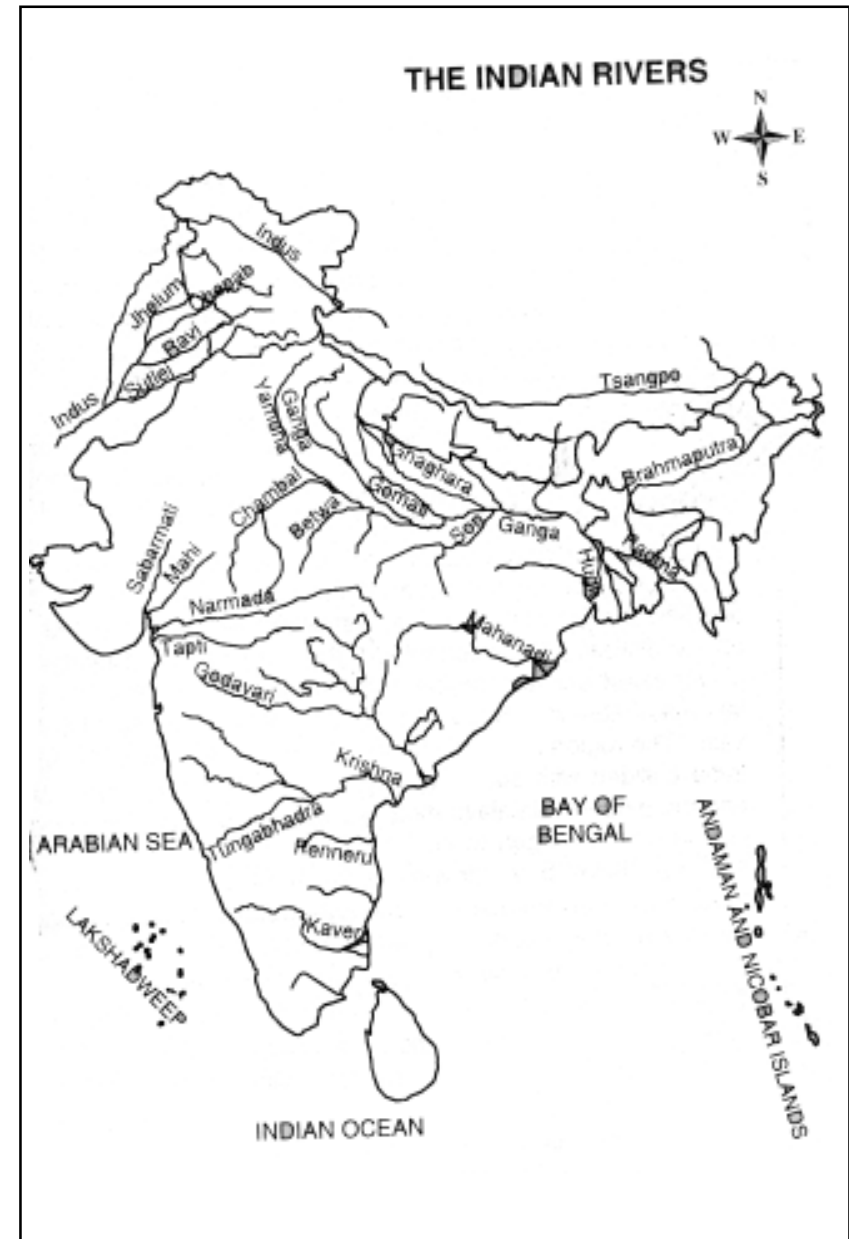 THE INDIAN RIVERS
N
W E
S
Indus
Jhelum
Chenab
Ravi
Sutlej
Indus
Tsangpo
Ganga
Yamuna
Ghaghara
Brahmaputra
Gomati
Chambal
Betwa
Son
Ganga
Padma
Hugli
Sabarmati
Mahi
Narmada
Mahanadi
Tapti
Godavari
Krishna
BAY OF
BENGAL
ARABIAN SEA
Tungabhadra
Penneru
ANDAMAN AND NICOBAR ISLANDS
Kaveri
LAKSHADWEEP
INDIAN OCEAN